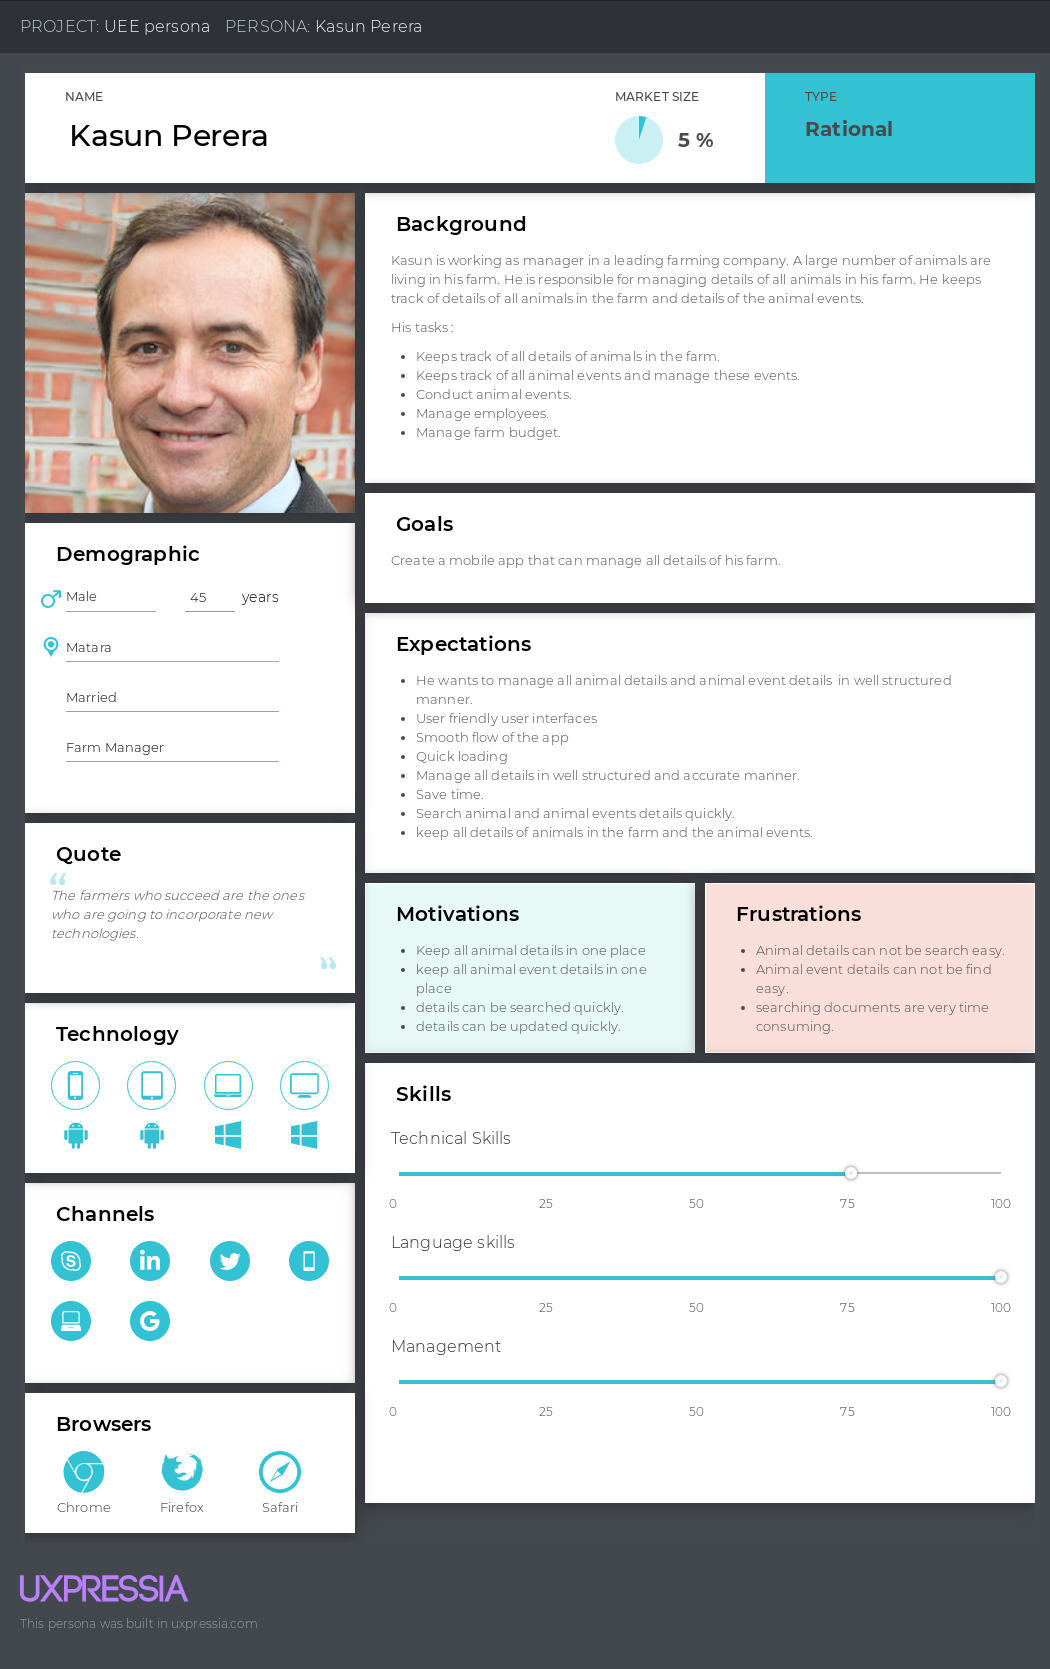 PROJECT: UEE persona PERSONA: Kasun Perera
NAME
Kasun Perera
MARKET SIZE
5 %
TYPE
Rational
Background
Kasun is working as manager in a leading farming company. A large number of animals are
living in his farm. He is responsible for managing details of all animals in his farm. He keeps
track of details of all animals in the farm and details of the animal events.
His tasks :
• Keeps track of all details of animals in the farm.
• Keeps track of all animal events and manage these events.
• Conduct animal events.
• Manage employees.
• Manage farm budget.
Goals
Create a mobile app that can manage all details of his farm.
Demographic
Male 45 years
Matara
Married
Farm Manager
Expectations
• He wants to manage all animal details and animal event details in well structured
manner.
• User friendly user interfaces
• Smooth flow of the app
• Quick loading
• Manage all details in well structured and accurate manner.
• Save time.
• Search animal and animal events details quickly.
• keep all details of animals in the farm and the animal events.
Quote
“
The farmers who succeed are the ones
who are going to incorporate new
technologies.
”
Motivations
• Keep all animal details in one place
• keep all animal event details in one
place
• details can be searched quickly.
• details can be updated quickly.
Frustrations
• Animal details can not be search easy.
• Animal event details can not be find
easy.
• searching documents are very time
consuming.
Technology
Skills
Technical Skills
0 25 50 75 100
Language skills
0 25 50 75 100
Management
0 25 50 75 100
Channels
Browsers
Chrome Firefox Safari
UXPRESSIA
This persona was built in uxpressia.com